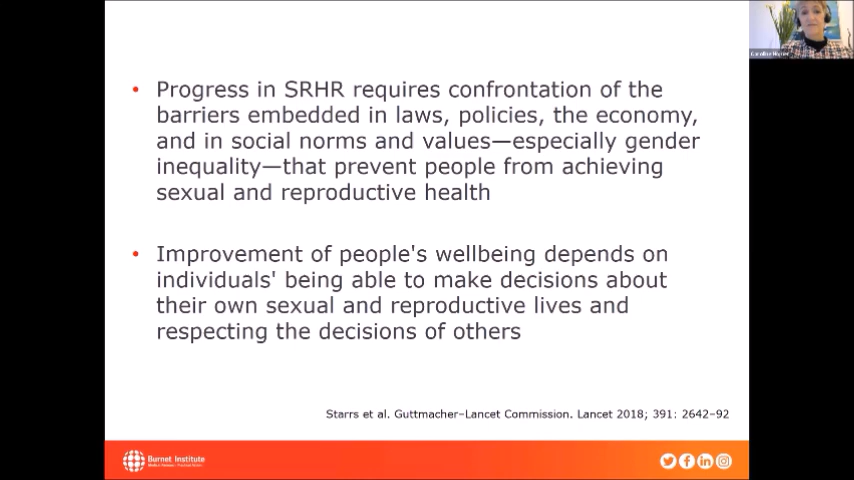 Caroline Homer
• Progress in SRHR requires confrontation of the
barriers embedded in laws, policies, the economy,
and in social norms and values—especially gender
inequality—that prevent people from achieving
sexual and reproductive health
• Improvement of people's wellbeing depends on
individuals' being able to make decisions about
their own sexual and reproductive lives and
respecting the decisions of others
Starrs et al. Guttmacher–Lancet Commission. Lancet 2018; 391: 2642–92
Burnet Institute